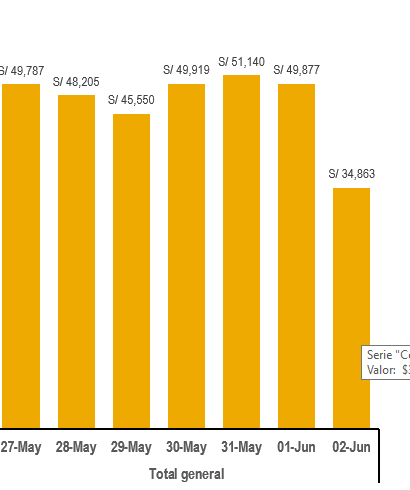 S/ 49,787
S/ 48,205
S/ 45,550
S/ 49,919
S/ 51,140
S/ 49,877
S/ 34,863
Serie
Valor:
27-May 28-May 29-May 30-May 31-May 01-Jun 02-Jun
Total general